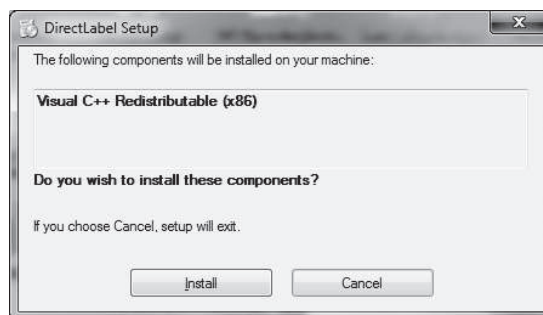 DirectLabel Setup
The following components will be installed on your machine:
Visual C++ Redistributable (x86)
Do you wish to install these components?
If you choose Cancel, setup will exit.
Install
Cancel